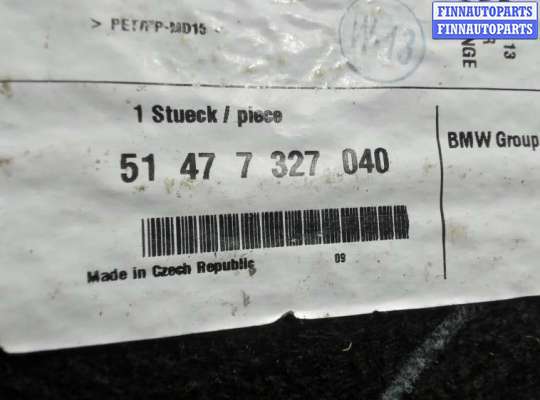 FINNAUTOPARTS
FINNAUTOPARTS
> PET/PP-MD15
W-13
13
R
NGE
1 Stueck / piece
51 47 7 327 040
BMW Group
Made in Czech Republic
09